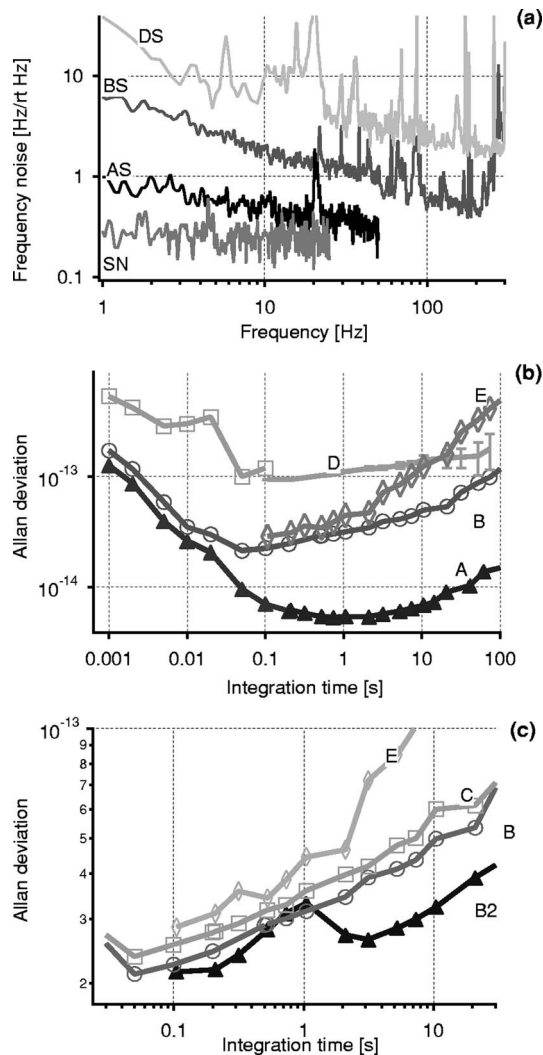 (a)
DS
BS
AS
SN
Frequency noise [Hz/rt Hz]
10
1
0.1
1
10
100
Frequency [Hz]
(b)
E
D
B
A
Allan deviation
10-13
10-14
0.001
0.01
0.1
1
10
100
Integration time [s]
(c)
E
C
B
B2
Allan deviation
10-13
9
8
7
6
5
4
3
2
0.1
1
10
Integration time [s]